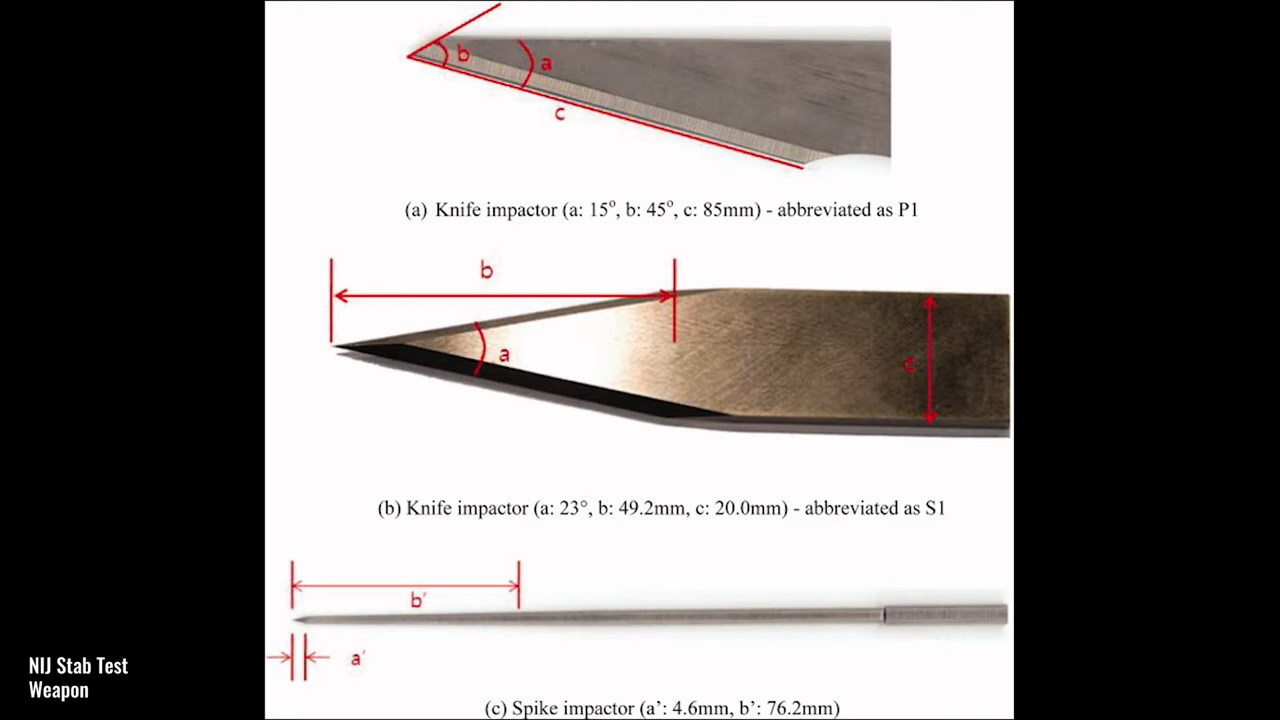 b
a
c
(a) Knife impactor (a: 15°, b: 45°, c: 85mm) - abbreviated as P1
b
a
c
(b) Knife impactor (a: 23°, b: 49.2mm, c: 20.0mm) - abbreviated as S1
b′
a′
NIJ Stab Test
Weapon
(c) Spike impactor (a’: 4.6mm, b’: 76.2mm)